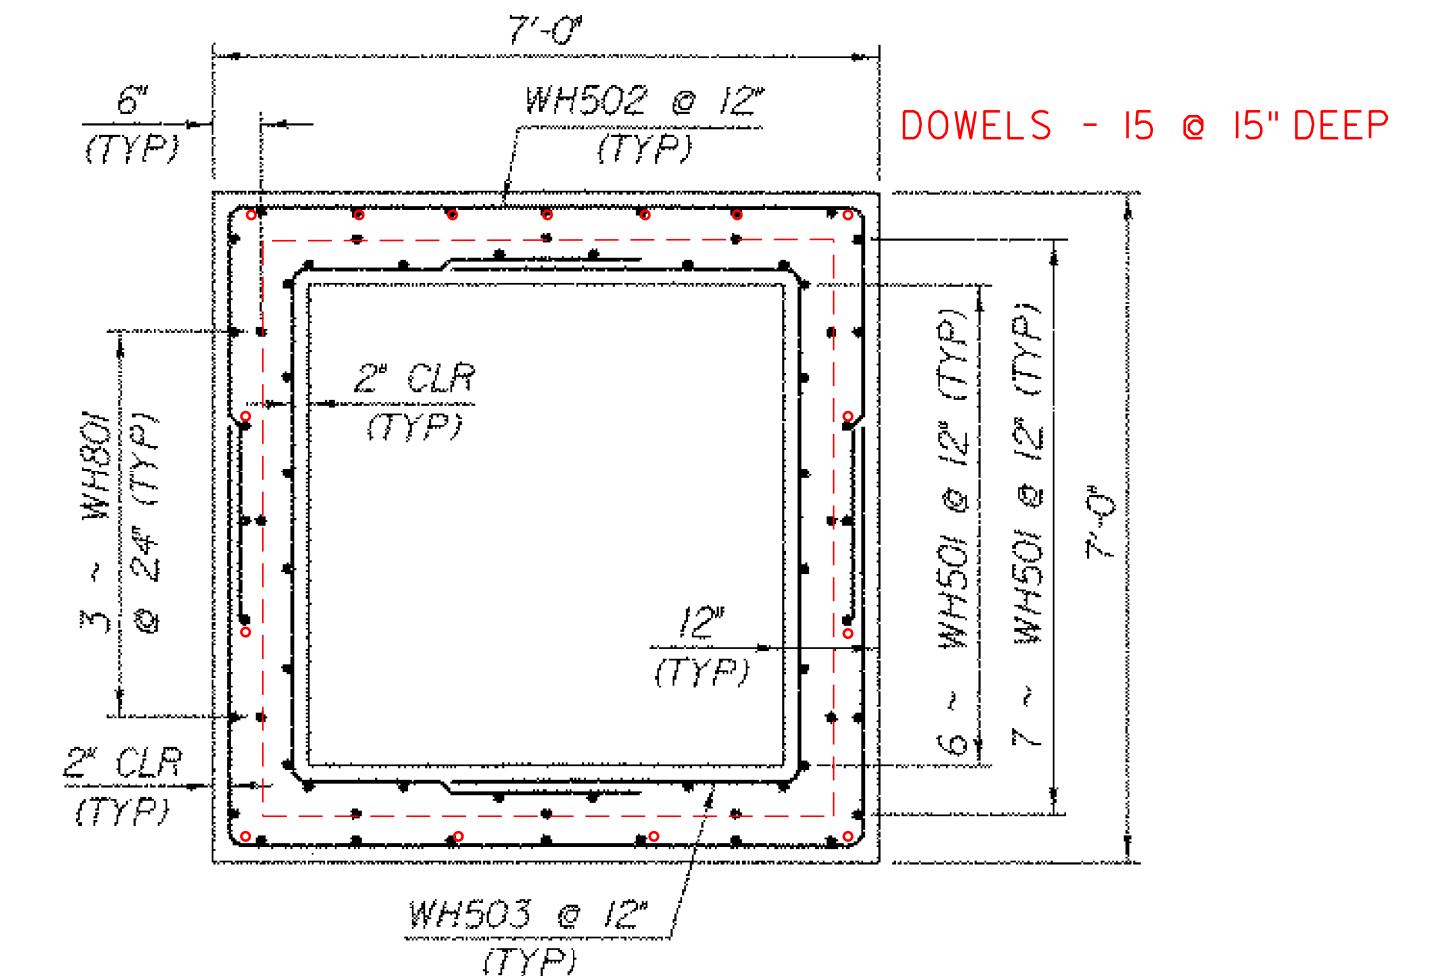 7'-0"
6"
(TYP)
WH502 @ 12"
(TYP)
DOWELS - 15 @ 15" DEEP
2" CLR
(TYP)
3 ~ WH801
@ 24" (TYP)
6 ~ WH501 @ 12" (TYP)
7 ~ WH501 @ 12" (TYP)
7'-0"
12"
(TYP)
2" CLR
(TYP)
WH503 @ 12"
(TYP)